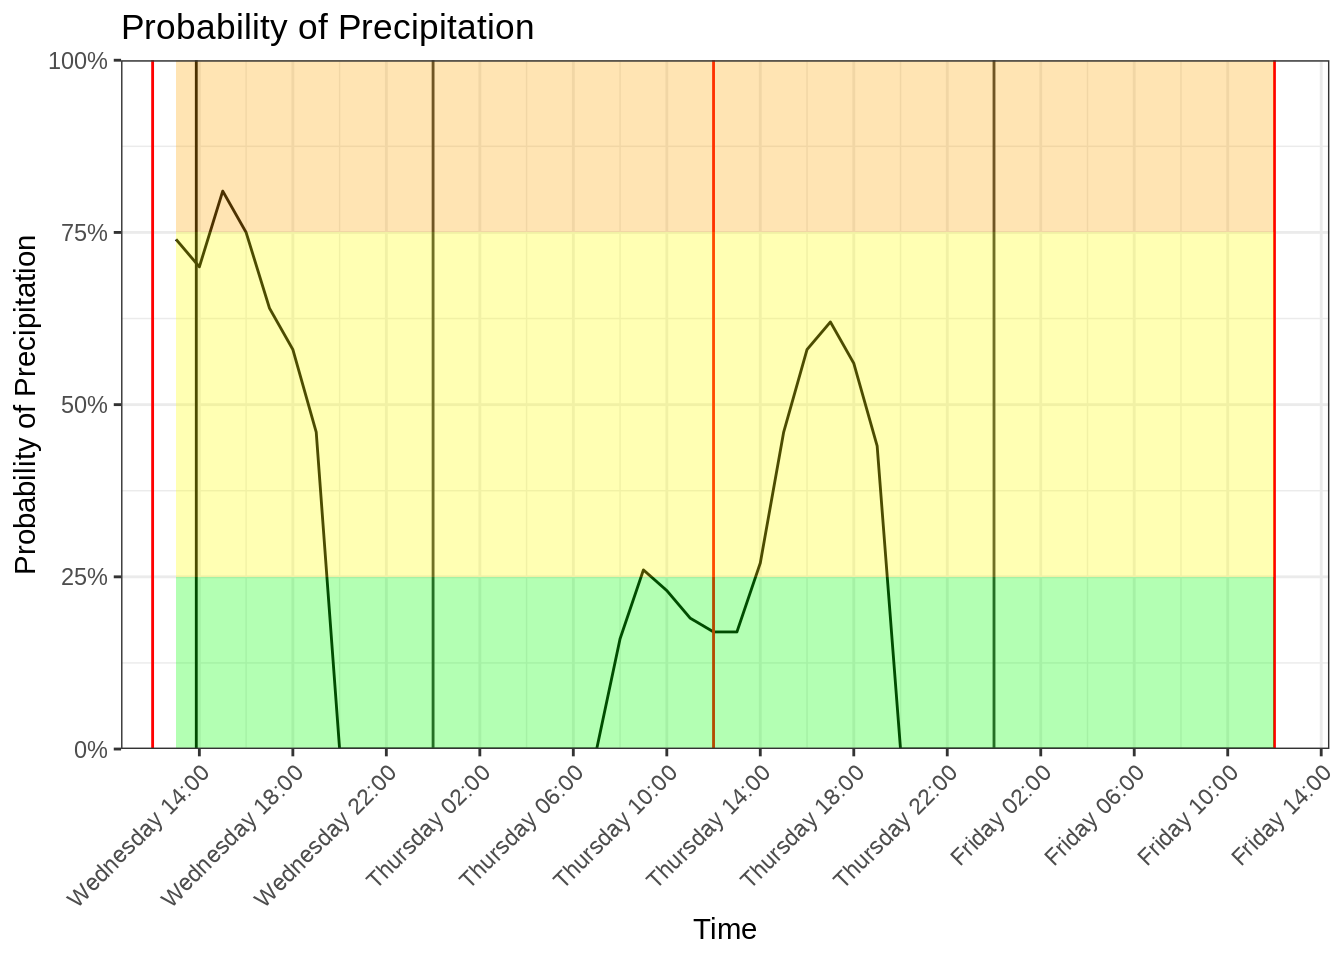 Probability of Precipitation
Probability of Precipitation
100%
75%
50%
25%
0%
Wednesday 14:00
Wednesday 18:00
Wednesday 22:00
Thursday 02:00
Thursday 06:00
Thursday 10:00
Thursday 14:00
Thursday 18:00
Thursday 22:00
Friday 02:00
Friday 06:00
Friday 10:00
Friday 14:00
Time